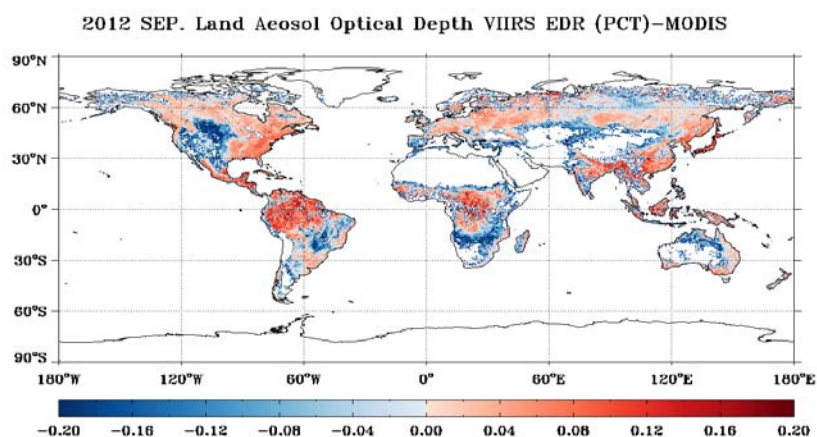 2012 SEP. Land Aeosol Optical Depth VIIRS EDR (PCT)-MODIS
90°N
60°N
30°N
0°
30°S
60°S
90°S
180°W 120°W 60°W 0° 60°E 120°E 180°E
-0.20 -0.16 -0.12 -0.08 -0.04 0.00 0.04 0.08 0.12 0.16 0.20